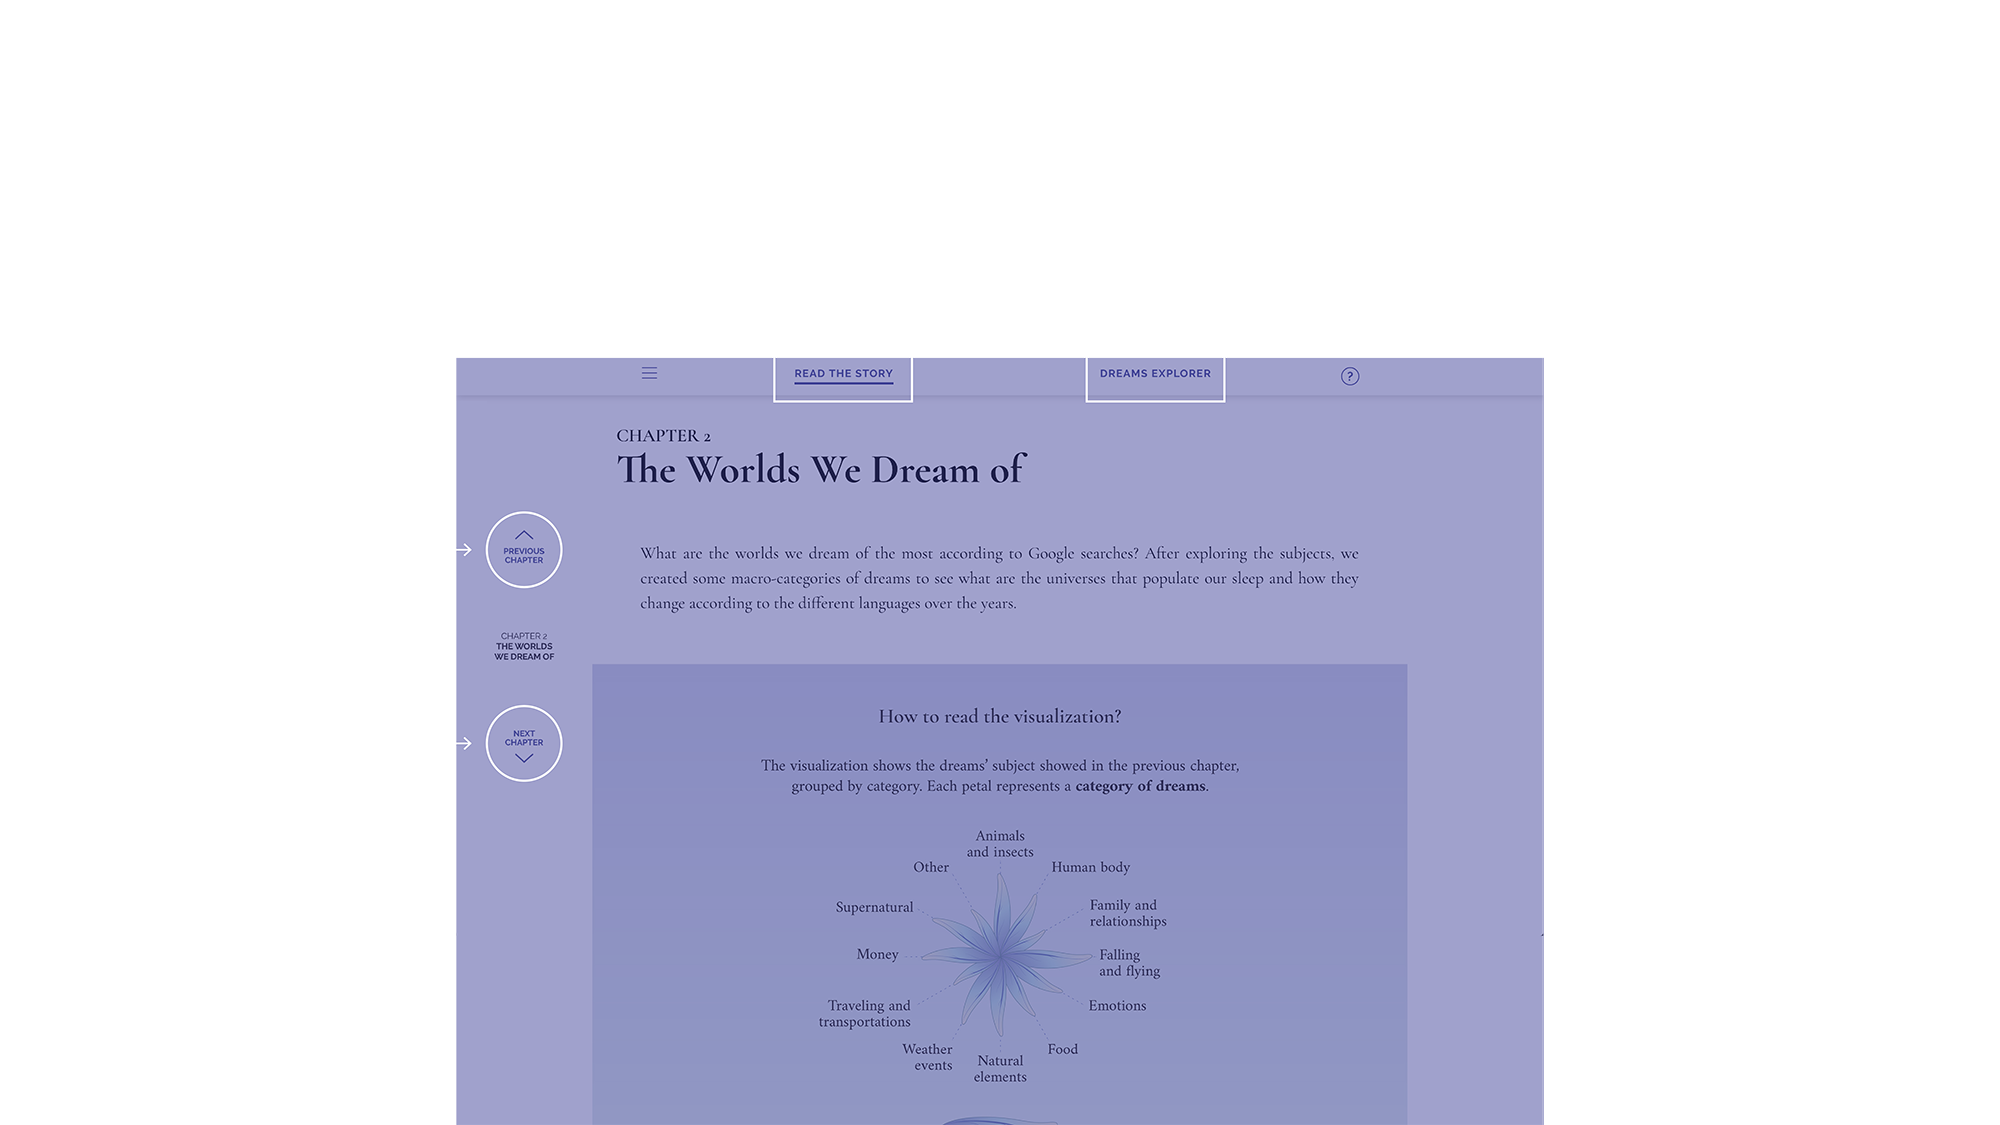 READ THE STORY
DREAMS EXPLORER
?
CHAPTER 2
The Worlds We Dream of
PREVIOUS
CHAPTER
What are the worlds we dream of the most according to Google searches? After exploring the subjects, we
created some macro-categories of dreams to see what are the universes that populate our sleep and how they
change according to the different languages over the years.
CHAPTER 2
THE WORLDS
WE DREAM OF
NEXT
CHAPTER
How to read the visualization?
The visualization shows the dreams’ subject showed in the previous chapter,
grouped by category. Each petal represents a category of dreams.
Animals
and insects
Other
Human body
Supernatural
Family and
relationships
Money
Falling
and flying
Traveling and
transportations
Emotions
Weather
events
Natural
elements
Food